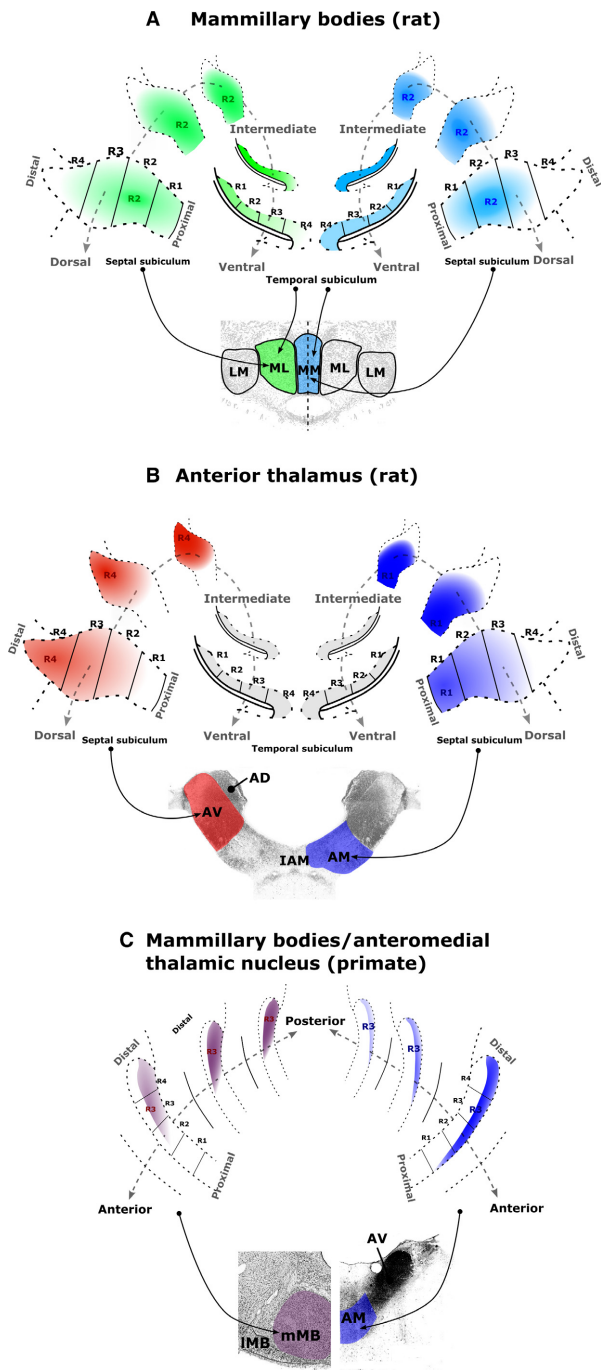 A Mammillary bodies (rat)
R2
R2
R2
R2
Intermediate
Intermediate
R4
R3
R2
R1
R2
Distal
Proximal
R1
R2
R3
R4
R4
R3
R2
R1
R1
R2
R3
R4
R2
Proximal
Distal
Dorsal
Septal subiculum
Ventral
Ventral
Septal subiculum
Dorsal
Temporal subiculum
LM
ML
MM
ML
LM
B Anterior thalamus (rat)
R4
R4
R1
Intermediate
Intermediate
R4
R3
R2
R1
R4
Distal
Proximal
R1
R2
R3
R4
R4
R3
R2
R1
R1
R2
R3
R4
R1
Proximal
Distal
Dorsal
Septal subiculum
Ventral
Ventral
Septal subiculum
Dorsal
Temporal subiculum
AD
AV
IAM
AM
C Mammillary bodies/anteromedial
thalamic nucleus (primate)
R3
R3
Distal
Posterior
R3
R3
Distal
R4
R3
R3
R2
R1
Proximal
Distal
R4
R3
R3
R2
R1
Proximal
Anterior
Anterior
lMB
mMB
AV
AM